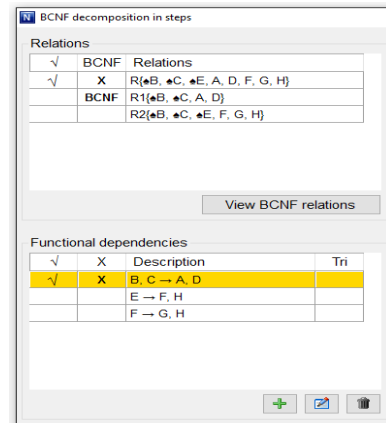 N BCNF decomposition in steps
Relations
√ BCNF Relations
√ X R{♠B, ♠C, ♠E, A, D, F, G, H}
BCNF R1{♠B, ♠C, A, D}
R2{♠B, ♠C, ♠E, F, G, H}
View BCNF relations
Functional dependencies
√ X Description Tri
√ X B, C → A, D
E → F, H
F → G, H